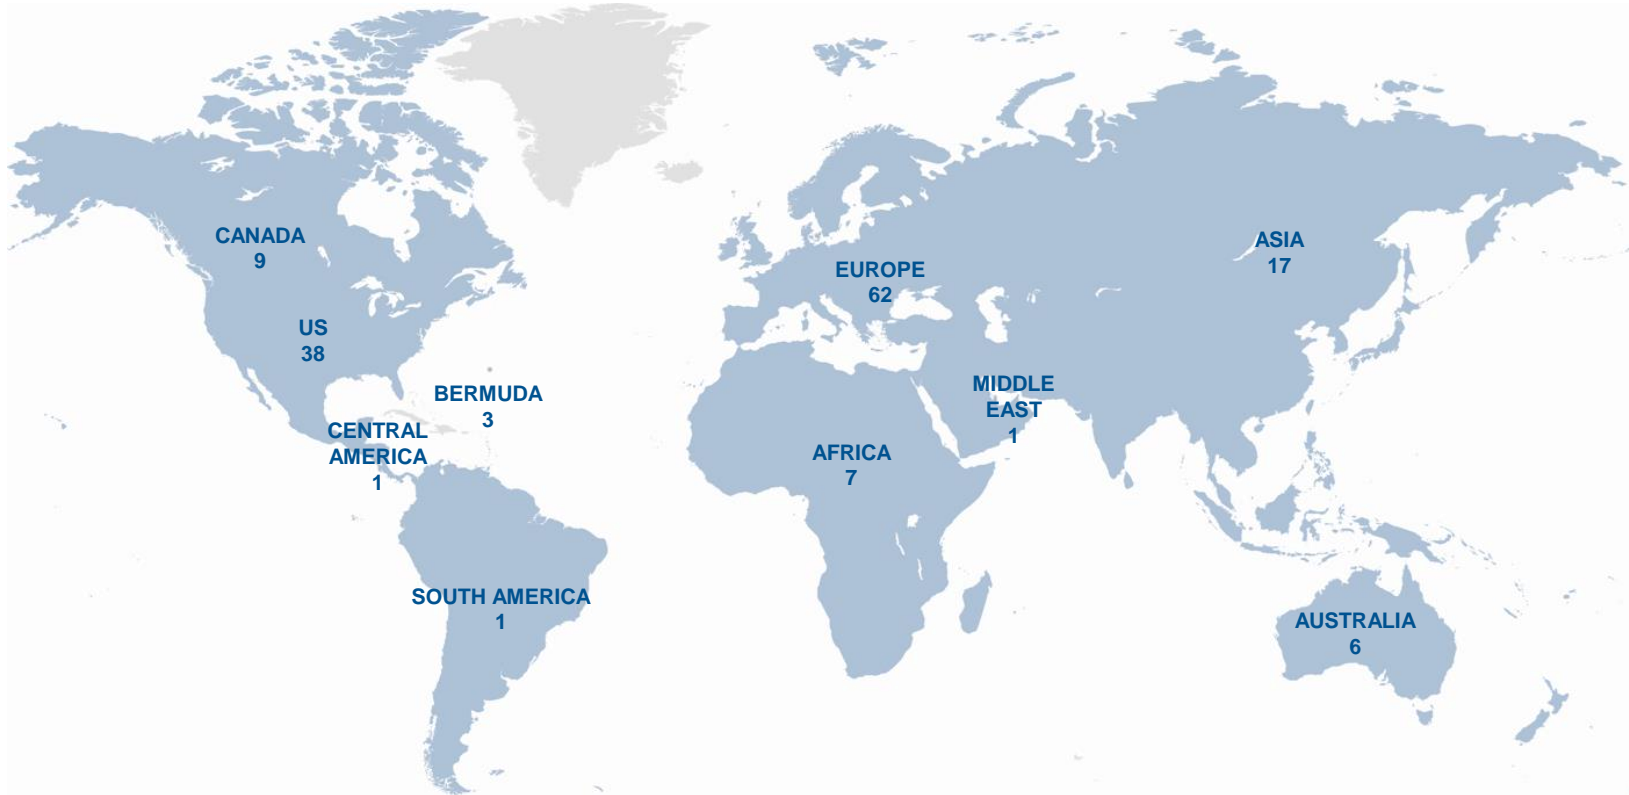 CANADA
9
US
38
BERMUDA
3
CENTRAL
AMERICA
1
SOUTH AMERICA
1
EUROPE
62
AFRICA
7
MIDDLE
EAST
1
ASIA
17
AUSTRALIA
6